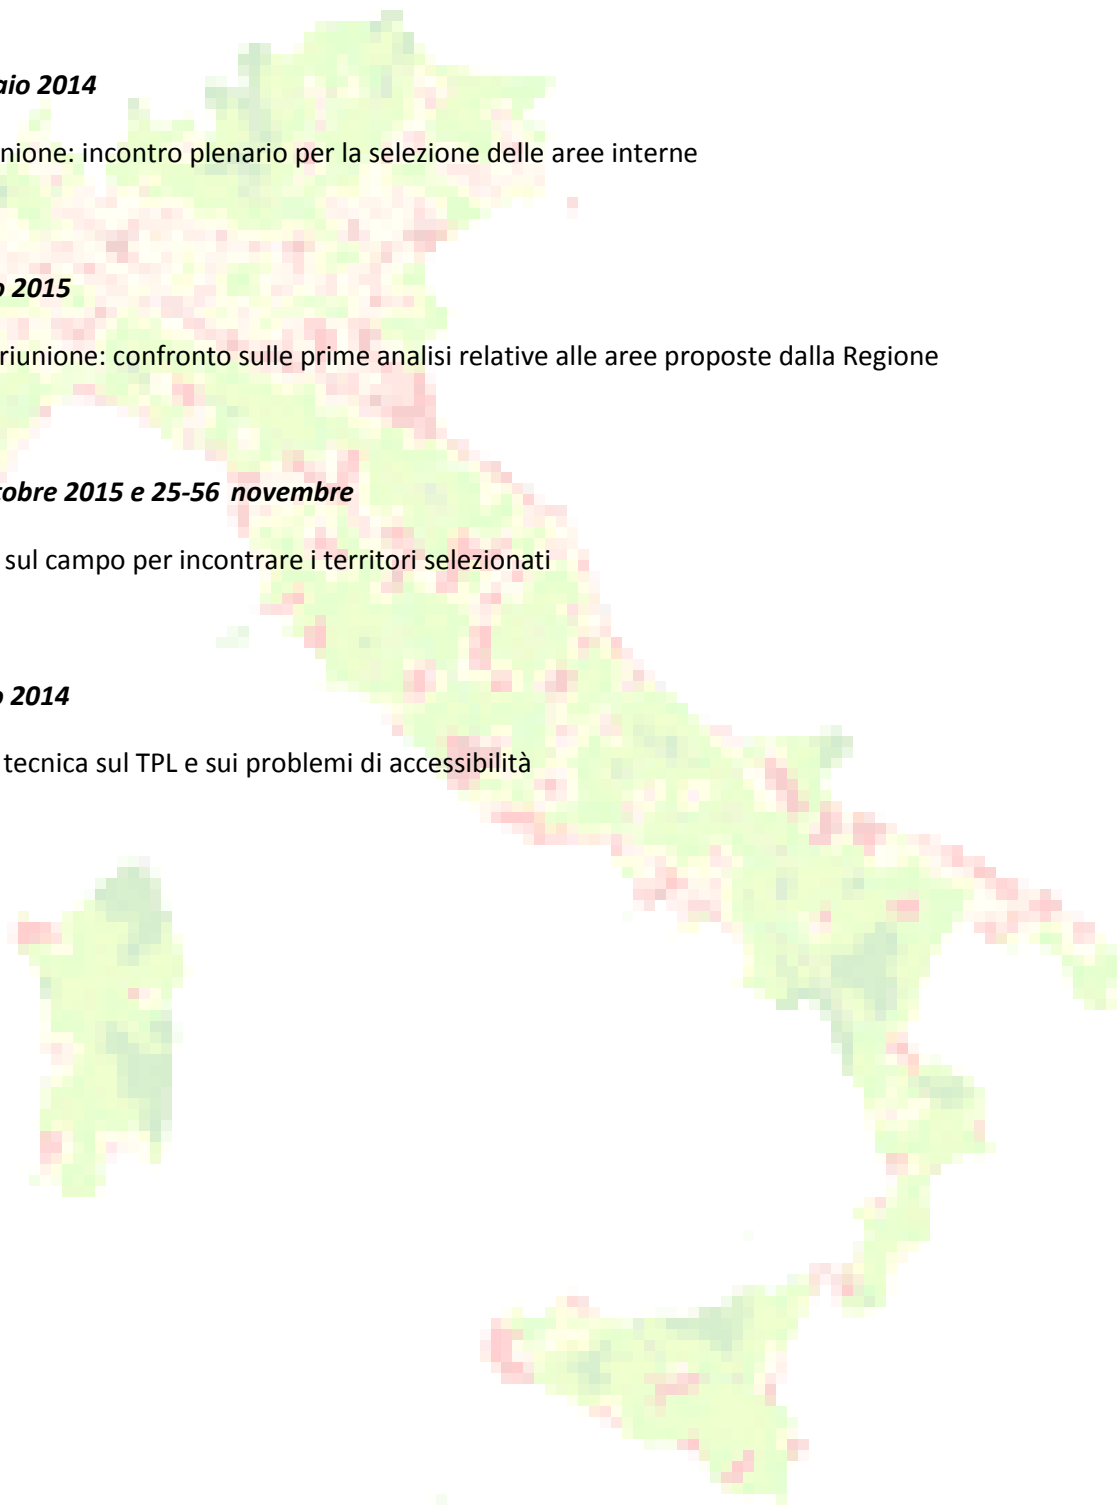 aio 2014
nione: incontro plenario per la selezione delle aree interne
o 2015
riunione: confronto sulle prime analisi relative alle aree proposte dalla Regione
tobre 2015 e 25-56 novembre
sul campo per incontrare i territori selezionati
o 2014
tecnica sul TPL e sui problemi di accessibilità